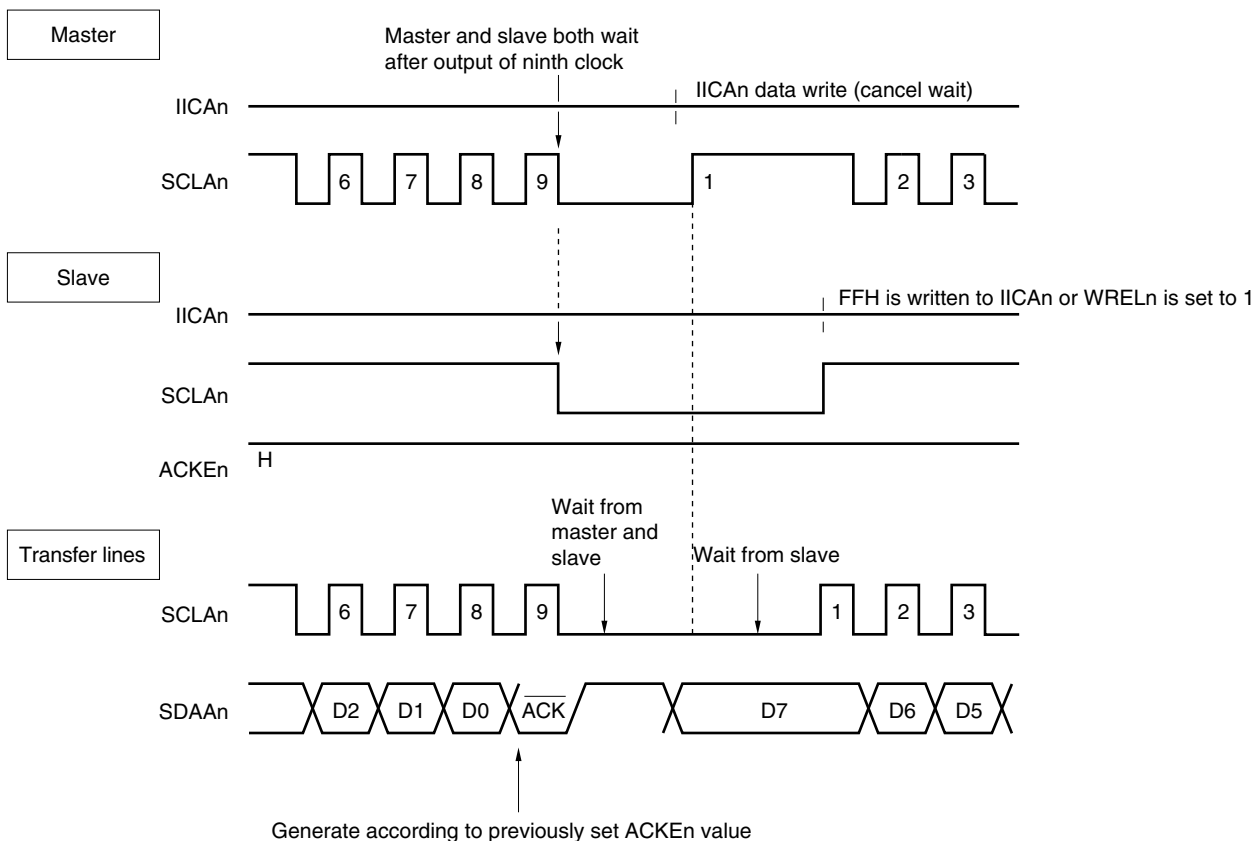 Master
Master and slave both wait
after output of ninth clock
IICAn
IICAn data write (cancel wait)
SCLAn
6 7 8 9 1 2 3
Slave
IICAn
FFH is written to IICAn or WRELn is set to 1
SCLAn
ACKEn
H
Transfer lines
Wait from
master and
slave
Wait from slave
SCLAn
6 7 8 9 1 2 3
SDAAn
D2 D1 D0 ACK D7 D6 D5
Generate according to previously set ACKEn value